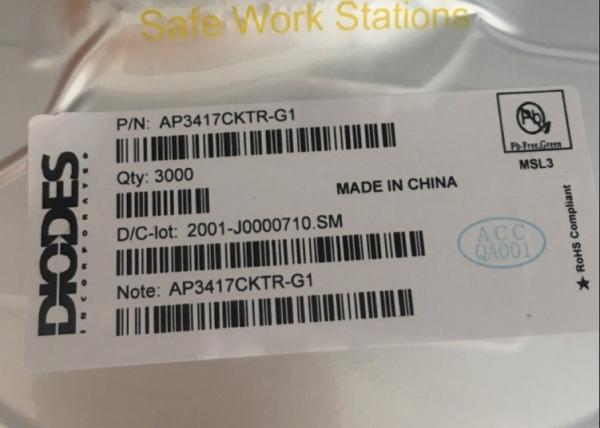 Safe Work Stations
P/N: AP3417CKTR-G1
Qty: 3000
MADE IN CHINA
D/C-lot: 2001-J0000710.SM
Note: AP3417CKTR-G1
DIODES
INCORPORATED
Pb
Pb-Free,Green
MSL3
ACC
QA001
★ RoHS Compliant